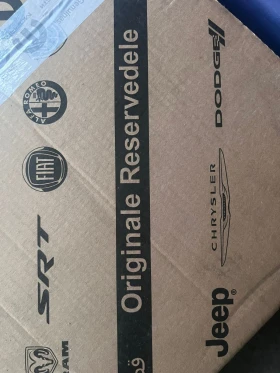 DODGE
CHRYSLER
Jeep®
Originale Reservedele
ALFA ROMEO
FIAT
SRT
RAM